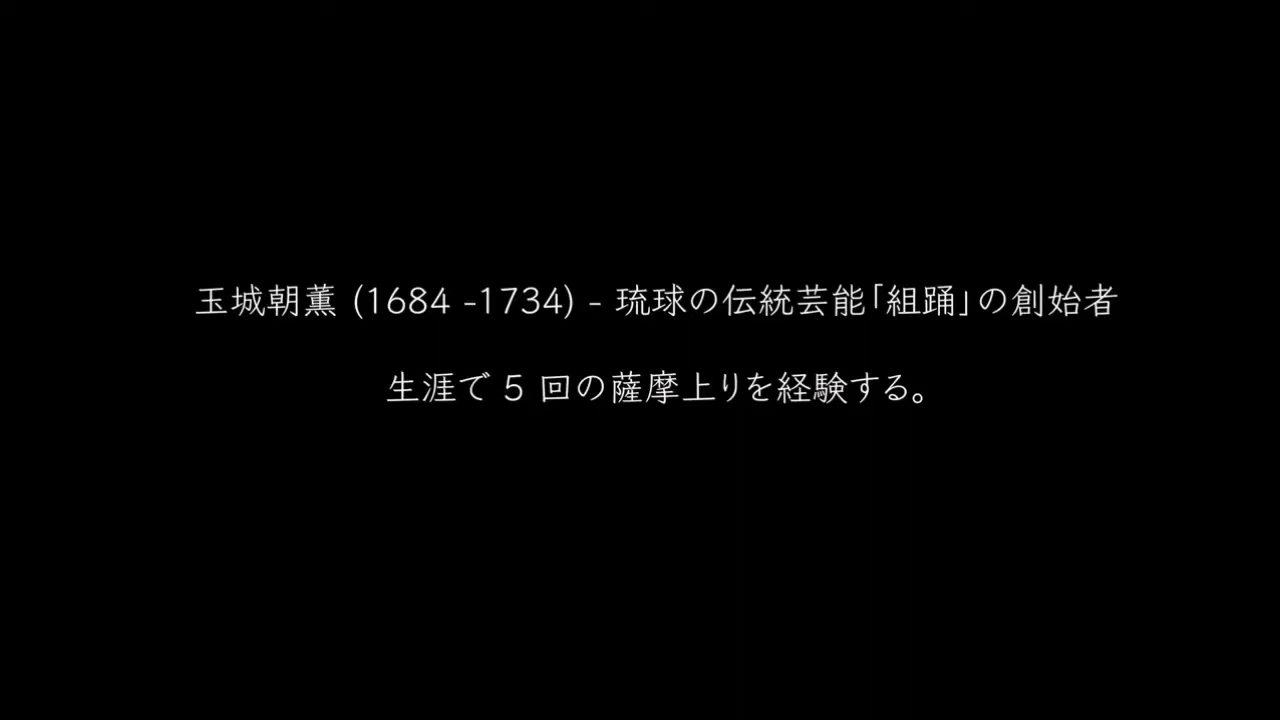 玉城朝薫 (1684 -1734) - 琉球の伝統芸能「組踊」の創始者
生涯で 5 回の薩摩上りを経験する。